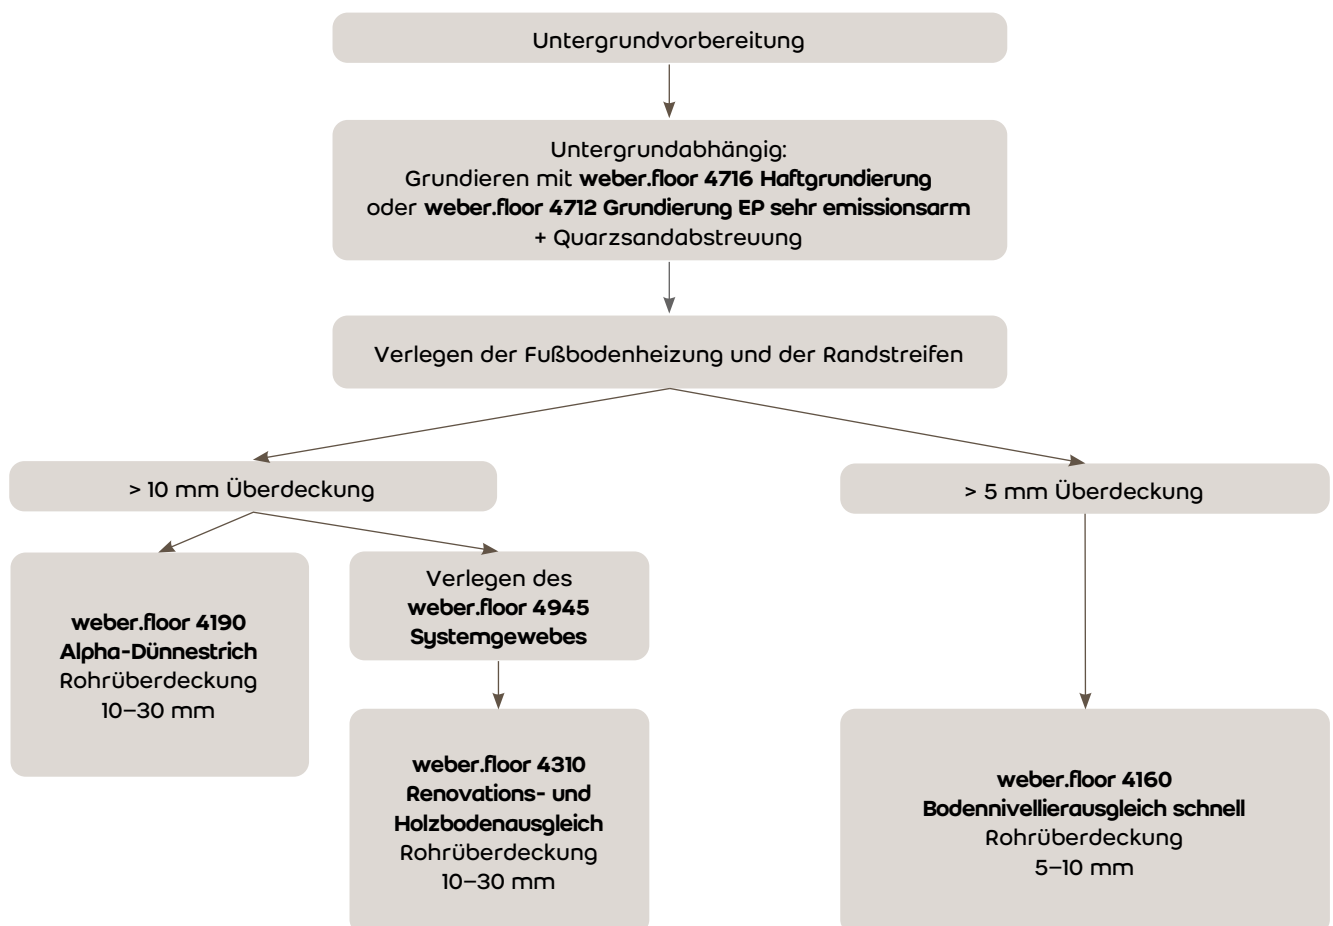 Untergrundvorbereitung
Untergrundabhängig:
Grundieren mit weber.floor 4716 Haftgrundierung
oder weber.floor 4712 Grundierung EP sehr emissionsarm
+ Quarzsandabstreuung
Verlegen der Fußbodenheizung und der Randstreifen
> 10 mm Überdeckung
> 5 mm Überdeckung
weber.floor 4190
Alpha-Dünnestrich
Rohrüberdeckung
10–30 mm
Verlegen des
weber.floor 4945
Systemgewebes
weber.floor 4310
Renovations- und
Holzbodenausgleich
Rohrüberdeckung
10–30 mm
weber.floor 4160
Bodennivellierausgleich schnell
Rohrüberdeckung
5–10 mm